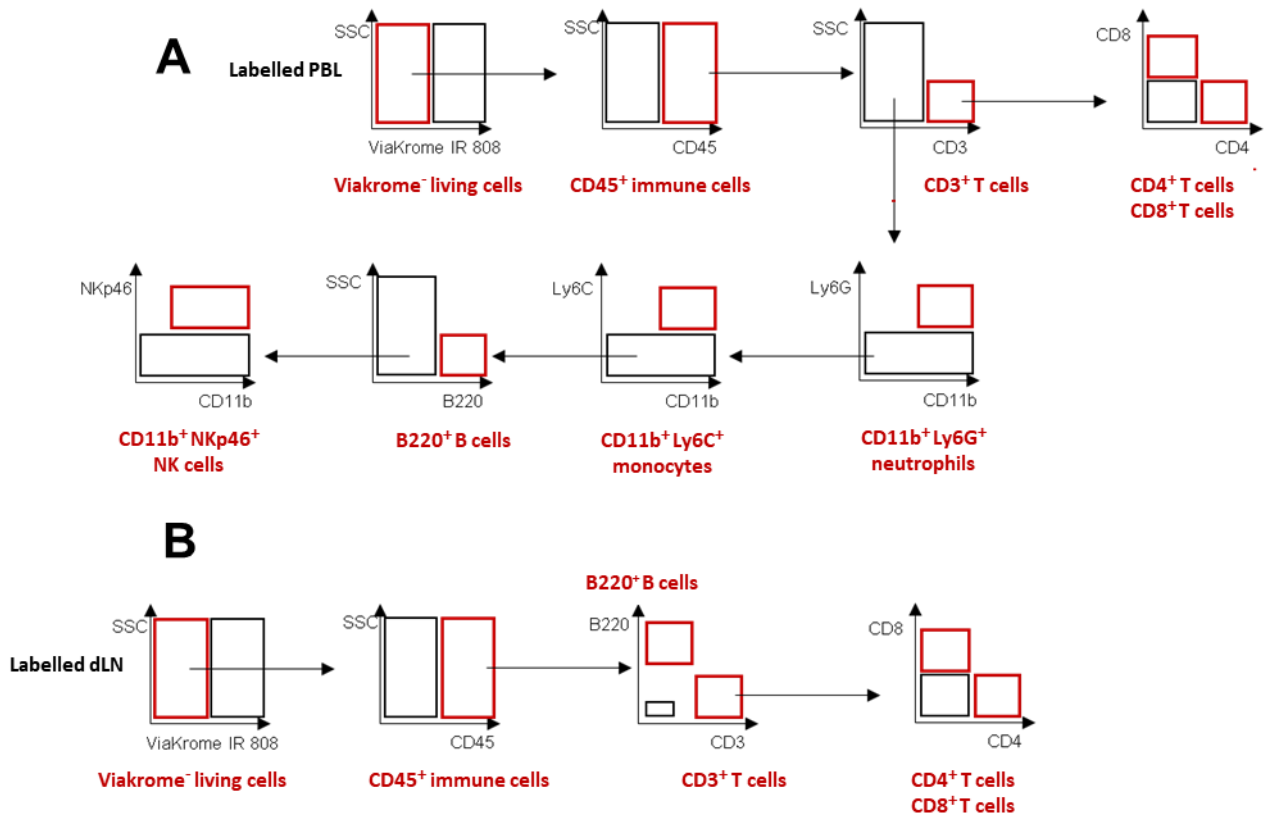 A
Labelled PBL
SSC
ViaKrome IR 808
Viakrome⁻ living cells
SSC
CD45
CD45⁺ immune cells
SSC
CD3
CD3⁺ T cells
CD8
CD4
CD4⁺ T cells
CD8⁺ T cells
NKp46
CD11b
CD11b⁺ NKp46⁺
NK cells
SSC
B220
B220⁺ B cells
Ly6C
CD11b
CD11b⁺ Ly6C⁺
monocytes
Ly6G
CD11b
CD11b⁺ Ly6G⁺
neutrophils
B
Labelled dLN
SSC
ViaKrome IR 808
Viakrome⁻ living cells
SSC
CD45
CD45⁺ immune cells
B220⁺ B cells
B220
CD3
CD3⁺ T cells
CD8
CD4
CD4⁺ T cells
CD8⁺ T cells